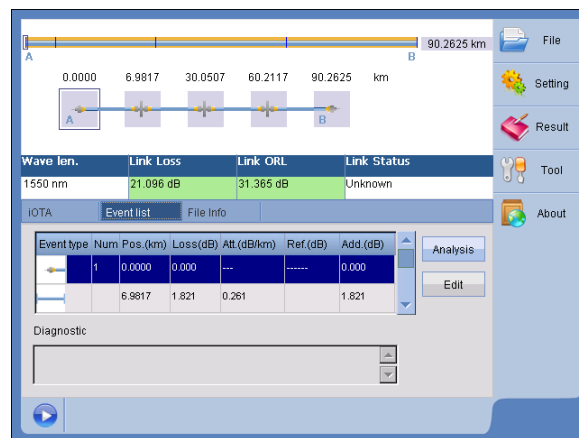 90.2625 km
File
A
B
0.0000 6.9817 30.0507 60.2117 90.2625 km
Setting
A
B
Result
Wave len. Link Loss Link ORL Link Status
1550 nm 21.096 dB 31.365 dB Unknown
Tool
iOTA Event list File Info
About
Event type Num Pos.(km) Loss(dB) Att.(dB/km) Ref.(dB) Add.(dB)
Analysis
1 0.0000 0.000 --- ------ 0.000
Edit
6.9817 1.821 0.261 1.821
Diagnostic